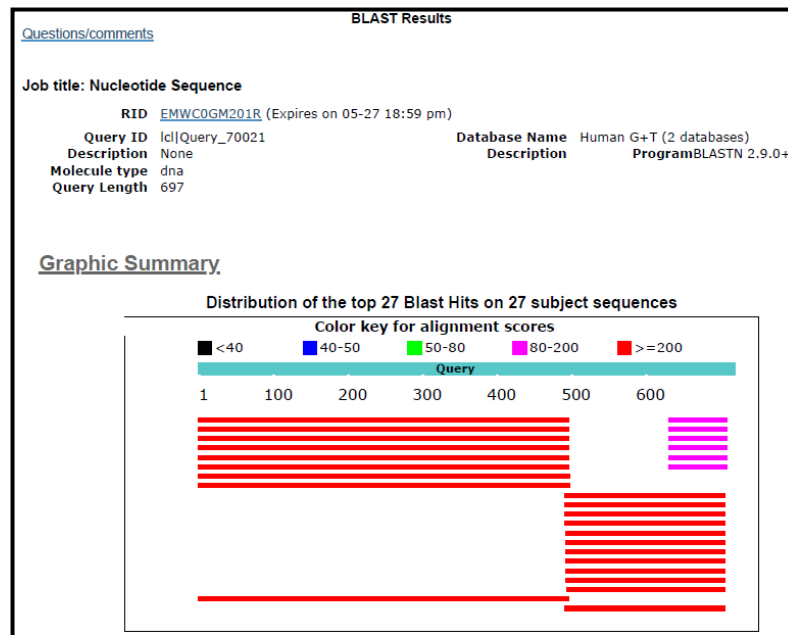 BLAST Results
Questions/comments
Job title: Nucleotide Sequence
RID EMWC0GM201R (Expires on 05-27 18:59 pm)
Query ID lcl|Query_70021 Database Name Human G+T (2 databases)
Description None Description ProgramBLASTN 2.9.0+
Molecule type dna
Query Length 697
Graphic Summary
Distribution of the top 27 Blast Hits on 27 subject sequences
Color key for alignment scores
<40 40-50 50-80 80-200 >=200
Query
1 100 200 300 400 500 600